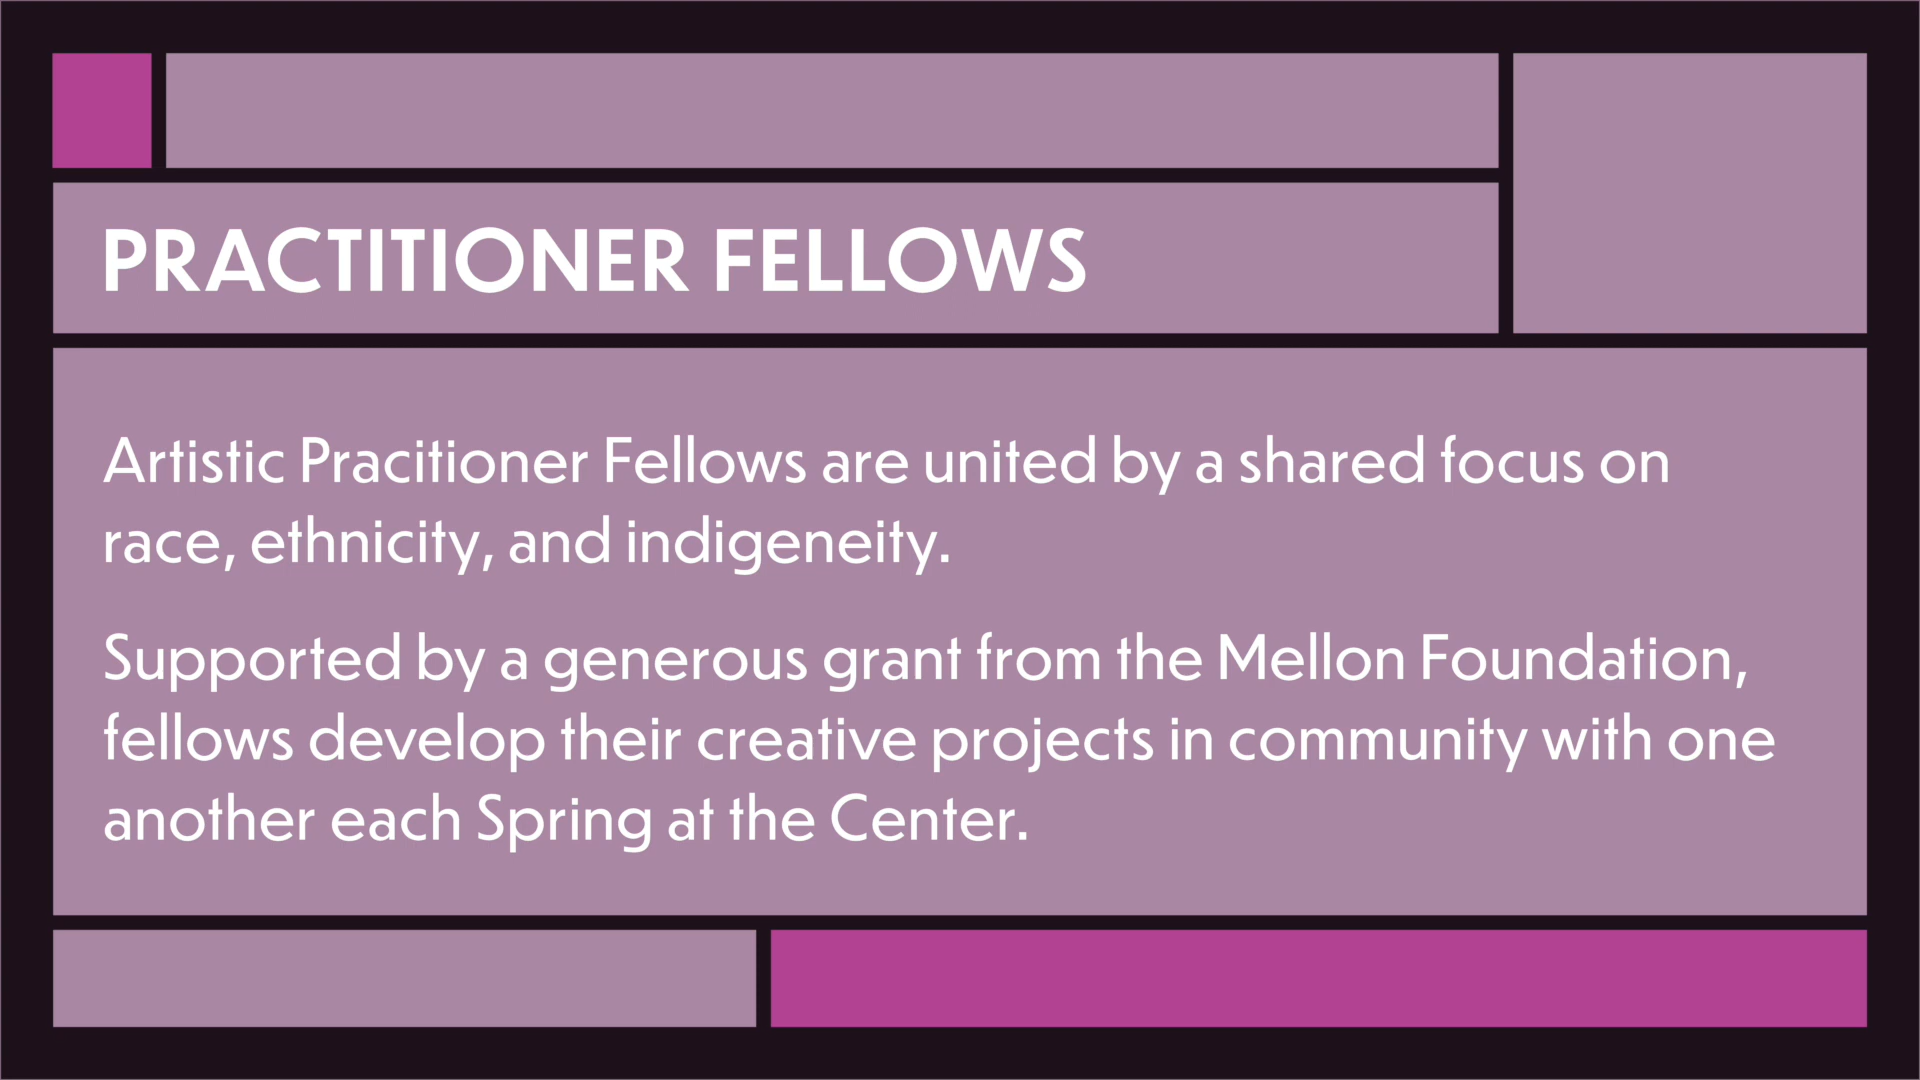 PRACTITIONER FELLOWS
Artistic Pracitioner Fellows are united by a shared focus on
race, ethnicity, and indigeneity.
Supported by a generous grant from the Mellon Foundation,
fellows develop their creative projects in community with one
another each Spring at the Center.